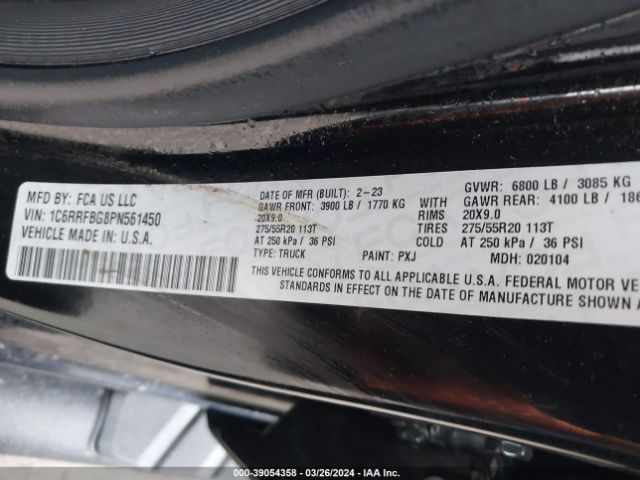 MFD BY: FCA US LLC
VIN: 1C6RRFBG8PN561450
VEHICLE MADE IN: U.S.A.
DATE OF MFR (BUILT): 2-23
GAWR FRONT: 3900 LB / 1770 KG WITH
20X9.0 RIMS
275/55R20 113T TIRES
AT 250 kPa / 36 PSI COLD
TYPE: TRUCK PAINT: PXJ
GVWR: 6800 LB / 3085 KG
GAWR REAR: 4100 LB /
20X9.0
275/55R20 113T
AT 250 kPa / 36 PSI
MDH: 020104
THIS VEHICLE CONFORMS TO ALL APPLICABLE U.S.A. FEDERAL MOTOR
STANDARDS IN EFFECT ON THE DATE OF MANUFACTURE SHOWN
000-39054358 - 03/26/2024 - IAA Inc.